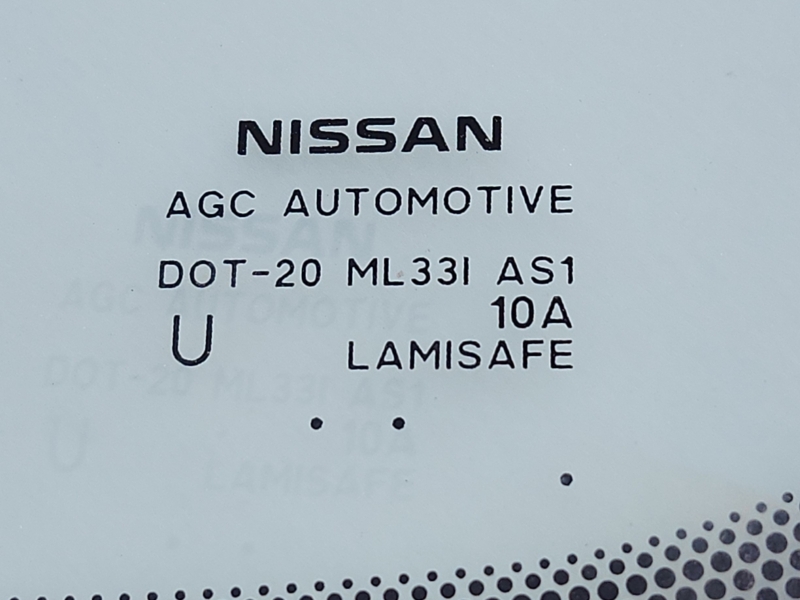 NISSAN
AGC AUTOMOTIVE
DOT-20 ML33I AS1
10A
U
LAMISAFE